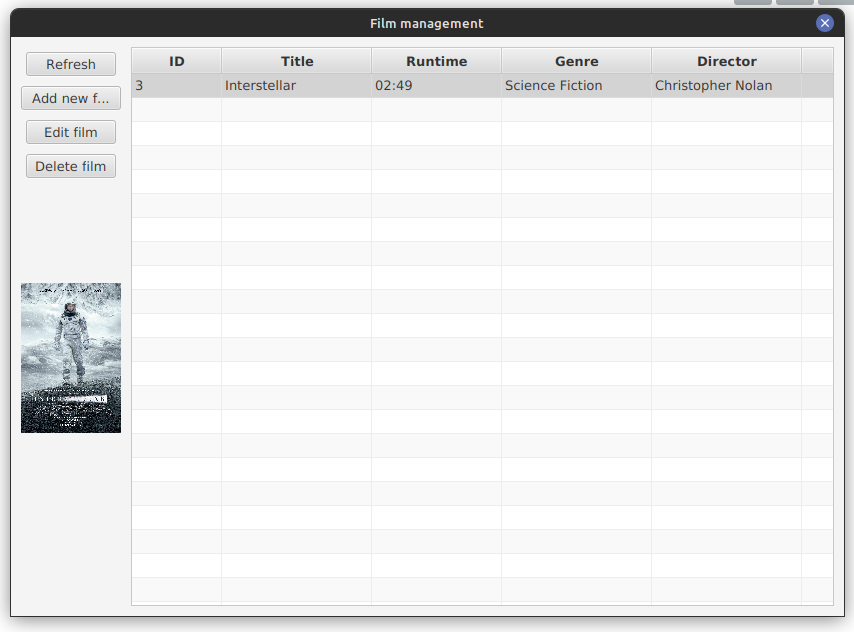 Film management
Refresh
Add new f...
Edit film
Delete film
ID Title Runtime Genre Director
3 Interstellar 02:49 Science Fiction Christopher Nolan